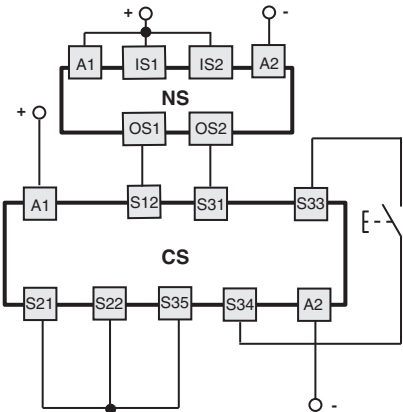 + -
A1 IS1 IS2 A2
NS
OS1 OS2
+
A1 S12 S31 S33
CS
S21 S22 S35 S34 A2
-